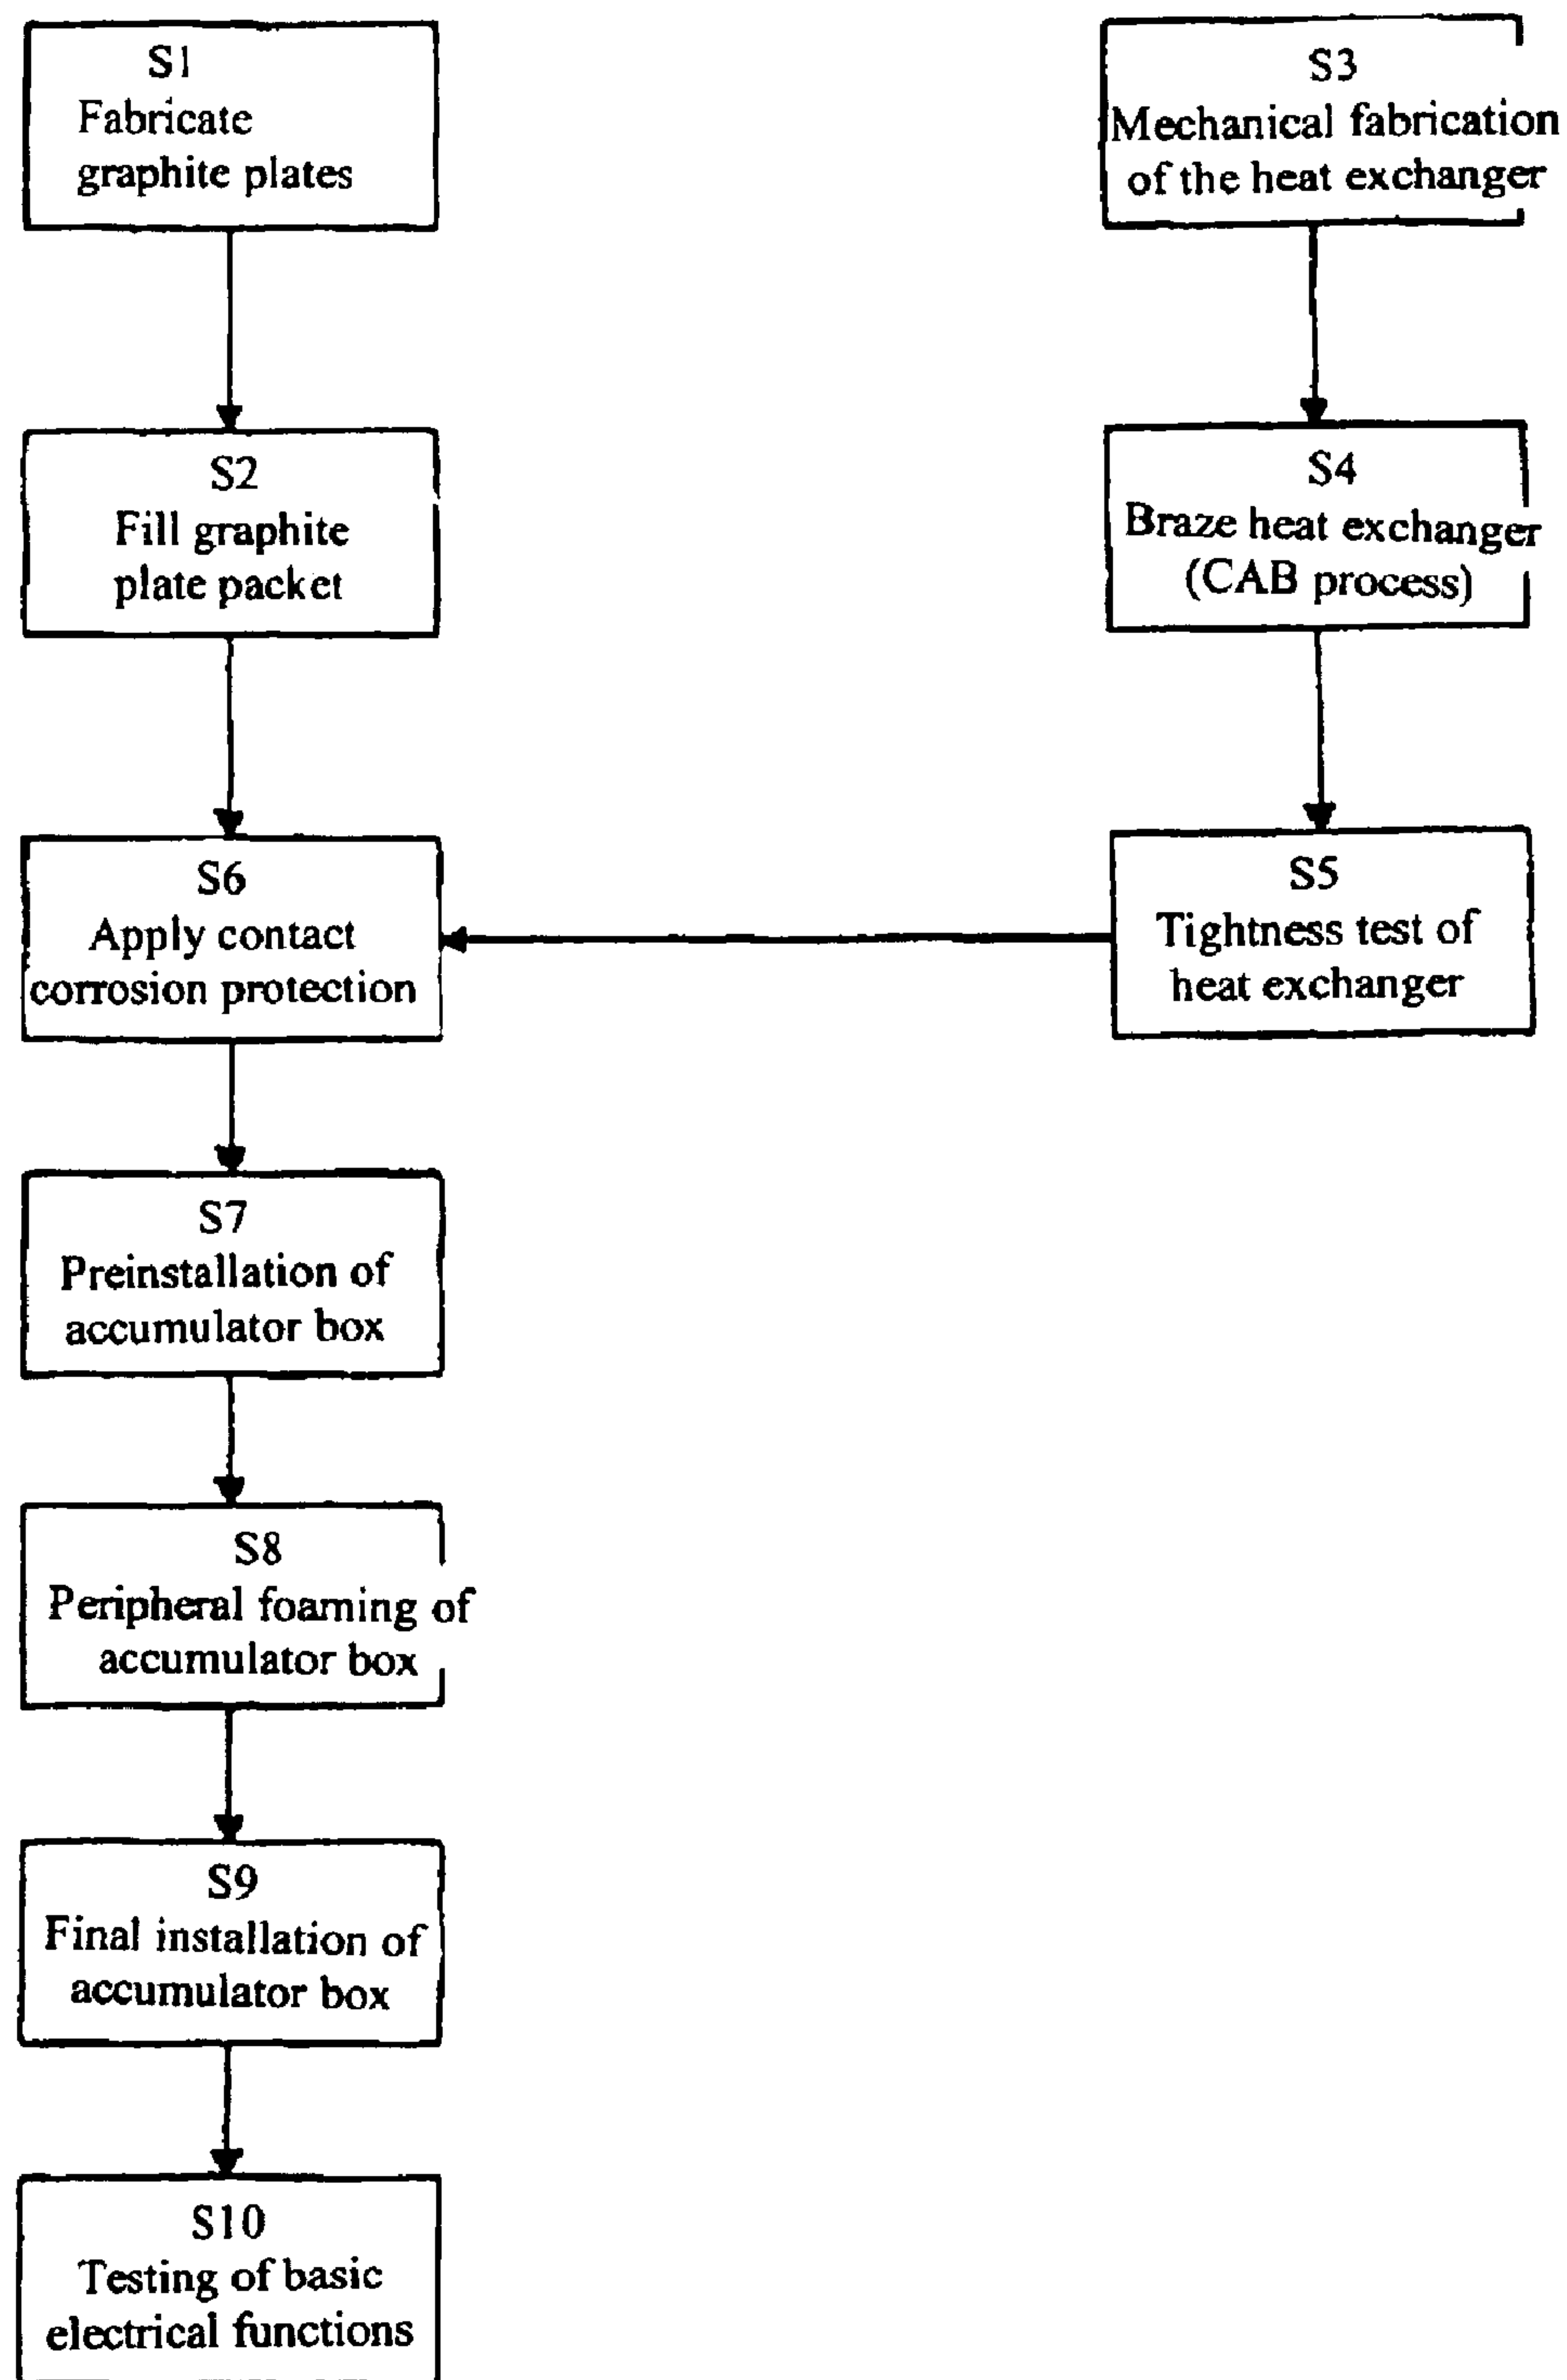 S1
Fabricate
graphite plates
S2
Fill graphite
plate packet
S3
Mechanical fabrication
of the heat exchanger
S4
Braze heat exchanger
(CAB process)
S5
Tightness test of
heat exchanger
S6
Apply contact
corrosion protection
S7
Preinstallation of
accumulator box
S8
Peripheral foaming of
accumulator box
S9
Final installation of
accumulator box
S10
Testing of basic
electrical functions